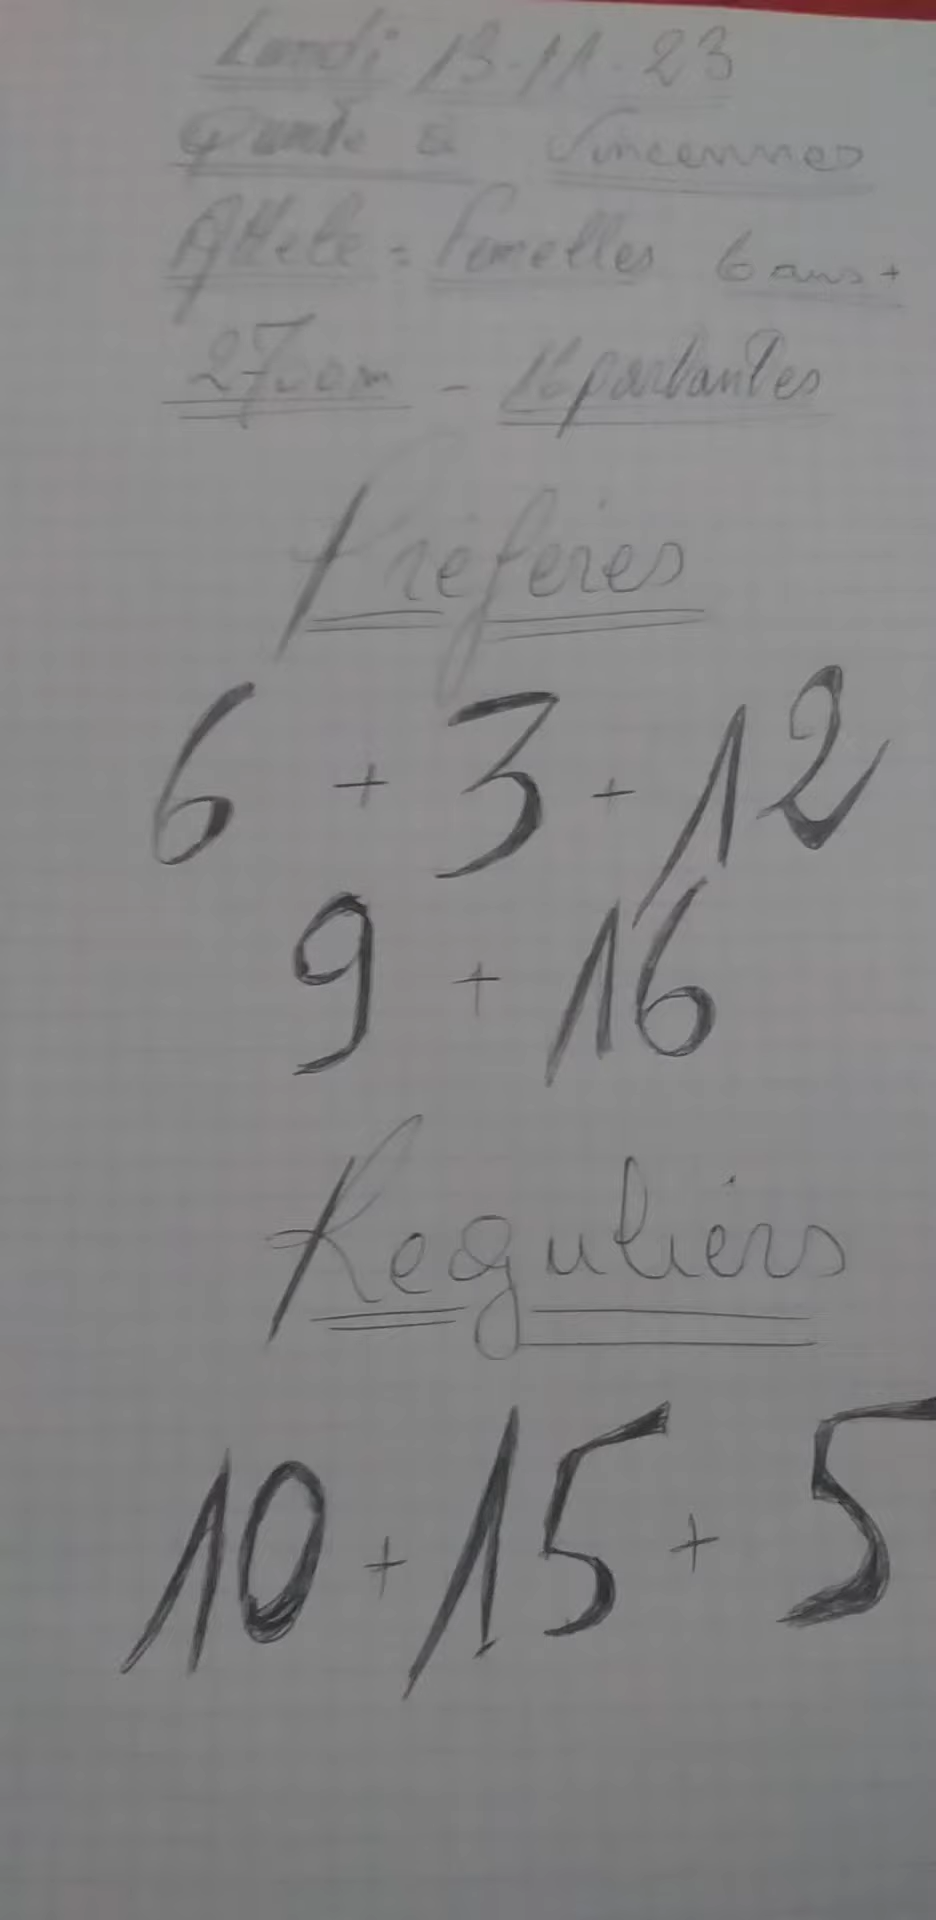 Lundi 13.11.23
Quinté à Vincennes
Attelé = Femelles 6 ans +
2700m - 16 partantes
Préférés
6 + 3 + 12
9 + 16
Reguliérs
10 + 15 + 5